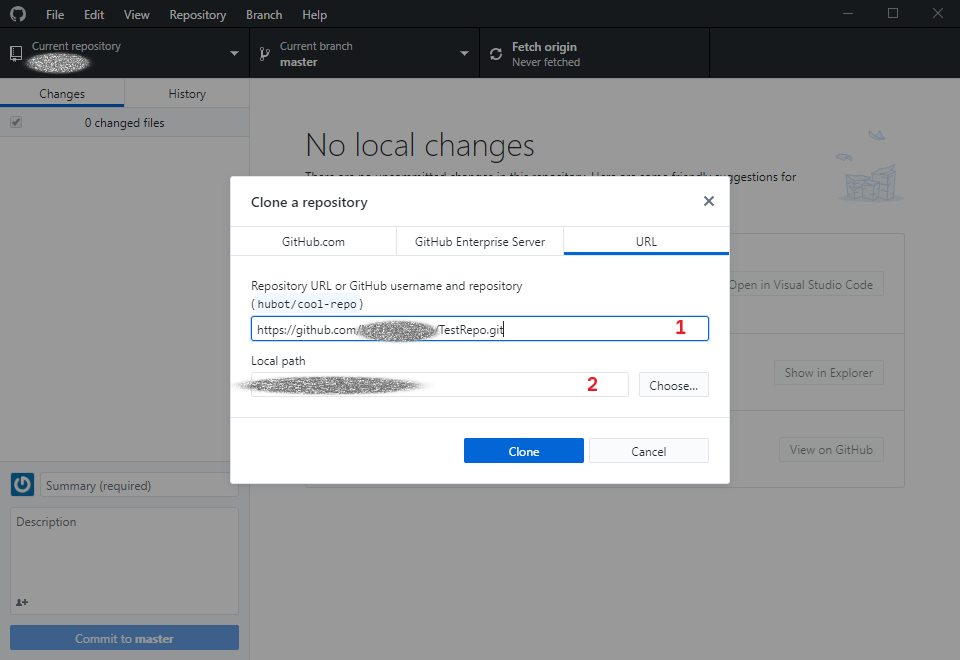 File Edit View Repository Branch Help
Current repository
Current branch
master
Fetch origin
Never fetched
Changes History
0 changed files
No local changes
There are no uncommitted changes in this repository. Here are some friendly suggestions for
Open in Visual Studio Code
Show in Explorer
View on GitHub
Clone a repository
GitHub.com GitHub Enterprise Server URL
Repository URL or GitHub username and repository
(hubot/cool-repo)
https://github.com/ /TestRepo.git 1
Local path
2 Choose...
Clone Cancel
Summary (required)
Description
Commit to master